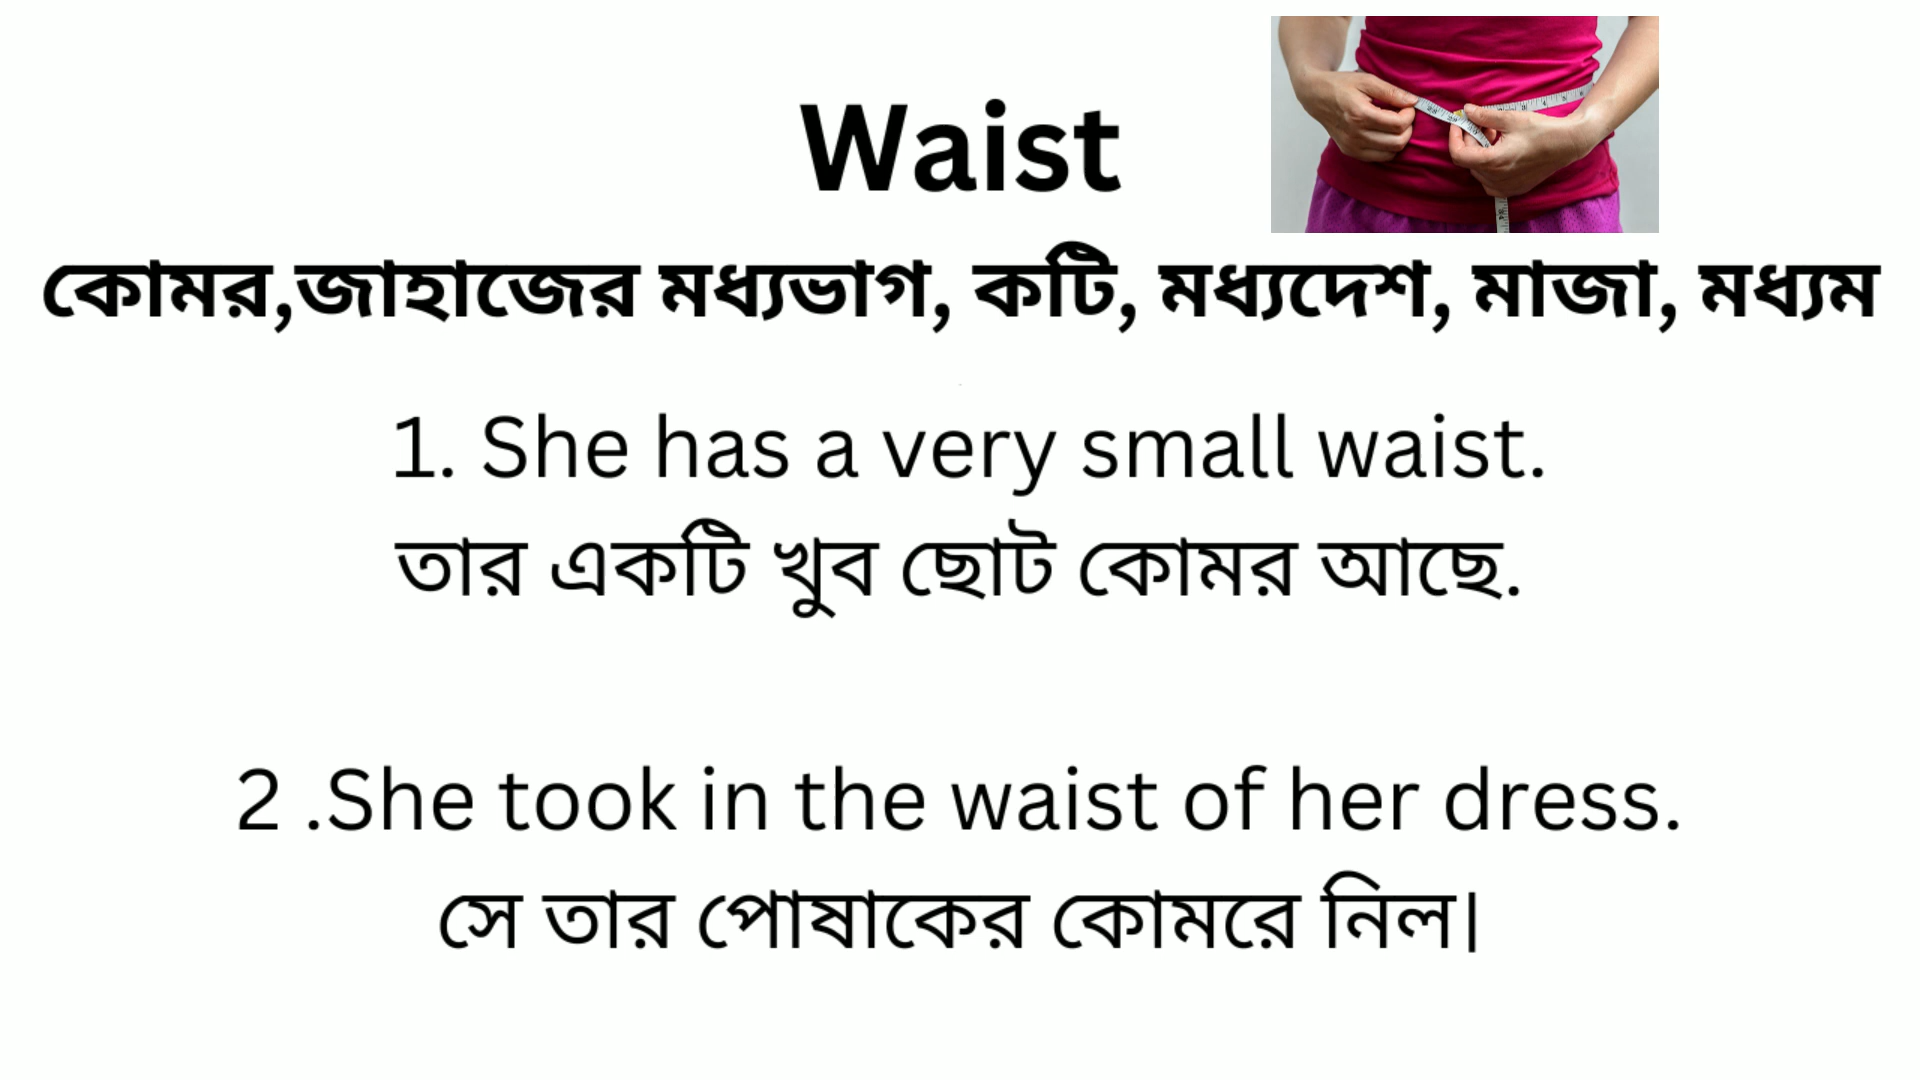 Waist
কোমর,জাহাজের মধ্যভাগ, কটি, মধ্যদেশ, মাজা, মধ্যম
1. She has a very small waist.
তার একটি খুব ছোট কোমর আছে.
2 .She took in the waist of her dress.
সে তার পোষাকের কোমরে নিল।